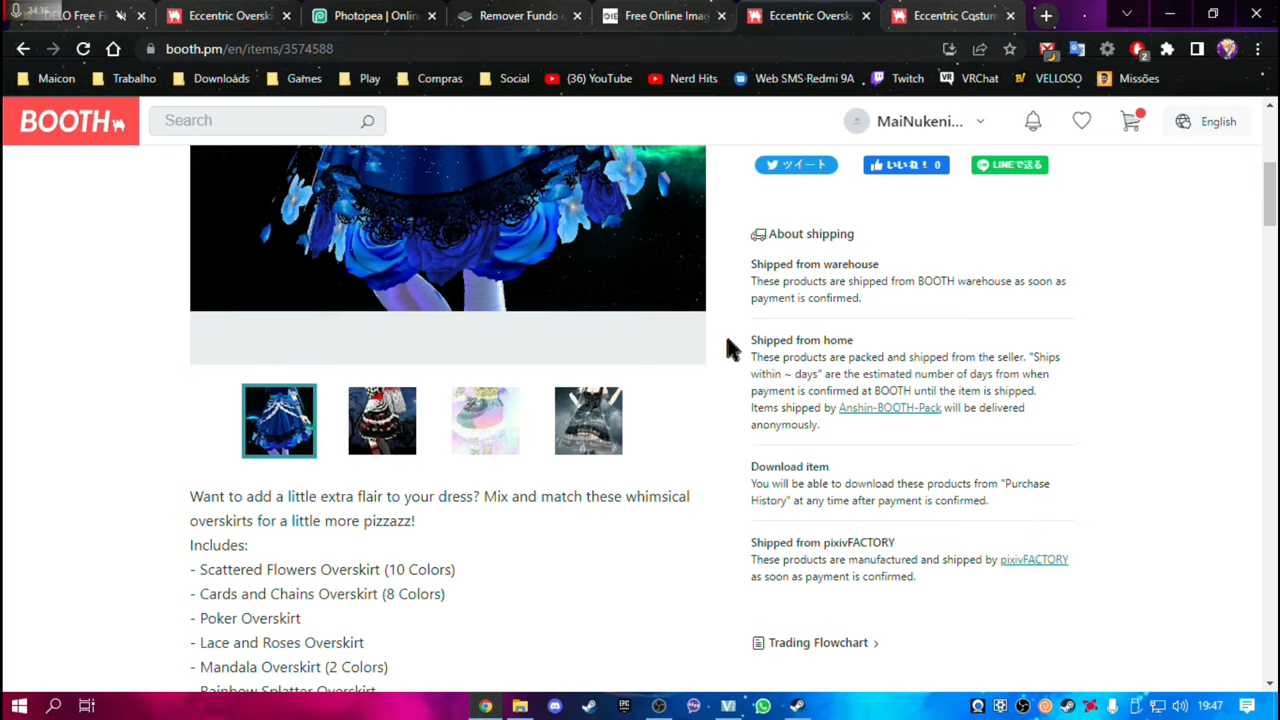 24:36
ELO Free Fi
Eccentric Oversk
Photopea | Onlin
Remover Fundo d
Free Online Imag
Eccentric Oversk
Eccentric Costum
booth.pm/en/items/3574588
2
Maicon
Trabalho
Downloads
Games
Play
Compras
Social
(36) YouTube
Nerd Hits
Web SMS Redmi 9A
Twitch
VRChat
VELLOSO
Missões
BOOTH
Search
MaiNukeni...
English
ツイート
いいね! 0
LINEで送る
About shipping
Shipped from warehouse
These products are shipped from BOOTH warehouse as soon as
payment is confirmed.
Shipped from home
These products are packed and shipped from the seller. "Ships
within ~ days" are the estimated number of days from when
payment is confirmed at BOOTH until the item is shipped.
Items shipped by Anshin-BOOTH-Pack will be delivered
anonymously.
Download item
You will be able to download these products from "Purchase
History" at any time after payment is confirmed.
Shipped from pixivFACTORY
These products are manufactured and shipped by pixivFACTORY
as soon as payment is confirmed.
Trading Flowchart
Want to add a little extra flair to your dress? Mix and match these whimsical
overskirts for a little more pizzazz!
Includes:
- Scattered Flowers Overskirt (10 Colors)
- Cards and Chains Overskirt (8 Colors)
- Poker Overskirt
- Lace and Roses Overskirt
- Mandala Overskirt (2 Colors)
- Rainbow Splatter Overskirt
19:47